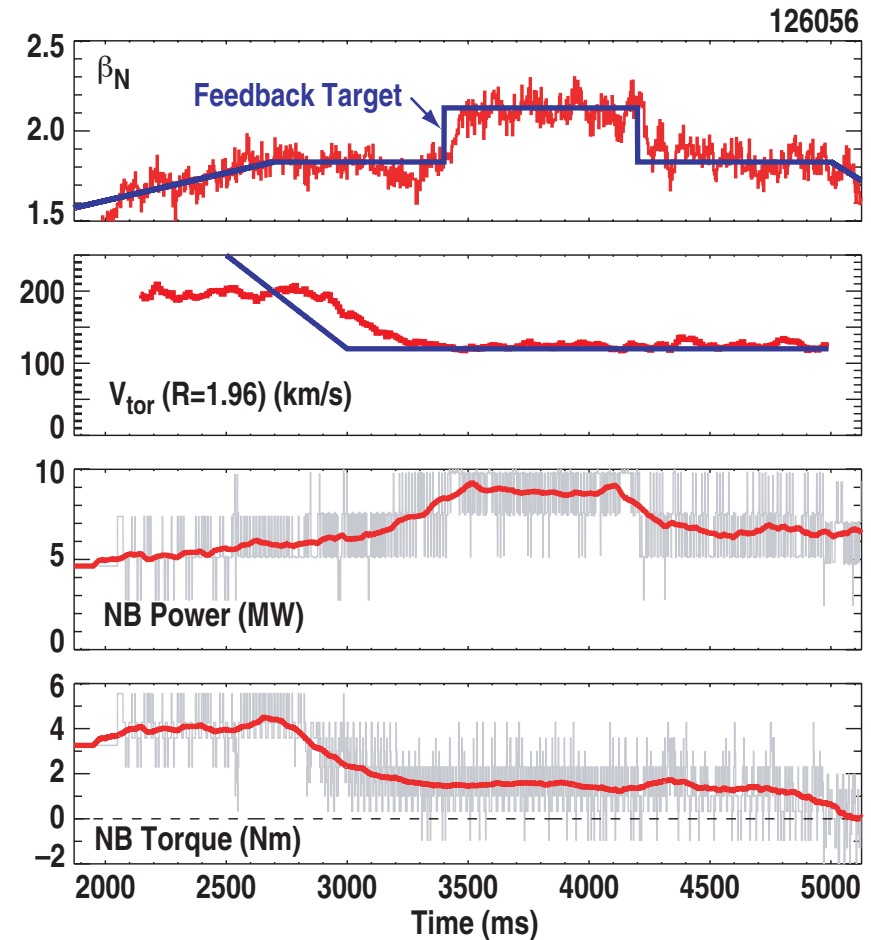 126056
2.5
β_N
Feedback Target
2.0
1.5
200
100
V_tor (R=1.96) (km/s)
0
10
5
NB Power (MW)
0
6
4
2
0
NB Torque (Nm)
–2
2000 2500 3000 3500 4000 4500 5000
Time (ms)